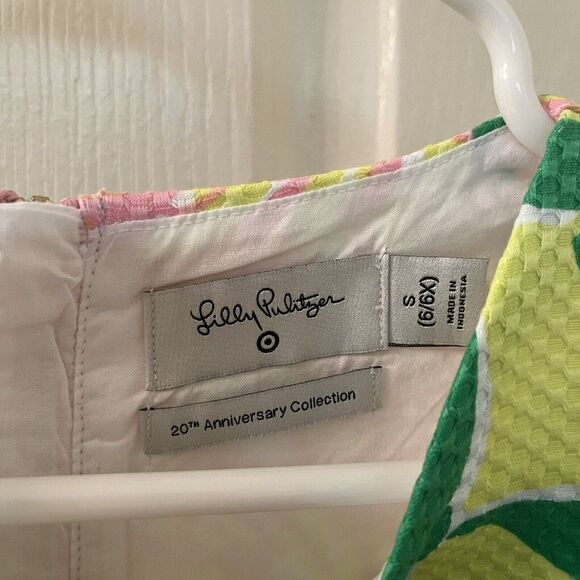 Lilly Pulitzer
20TH Anniversary Collection
S
(6/6X)
MADE IN
INDONESIA